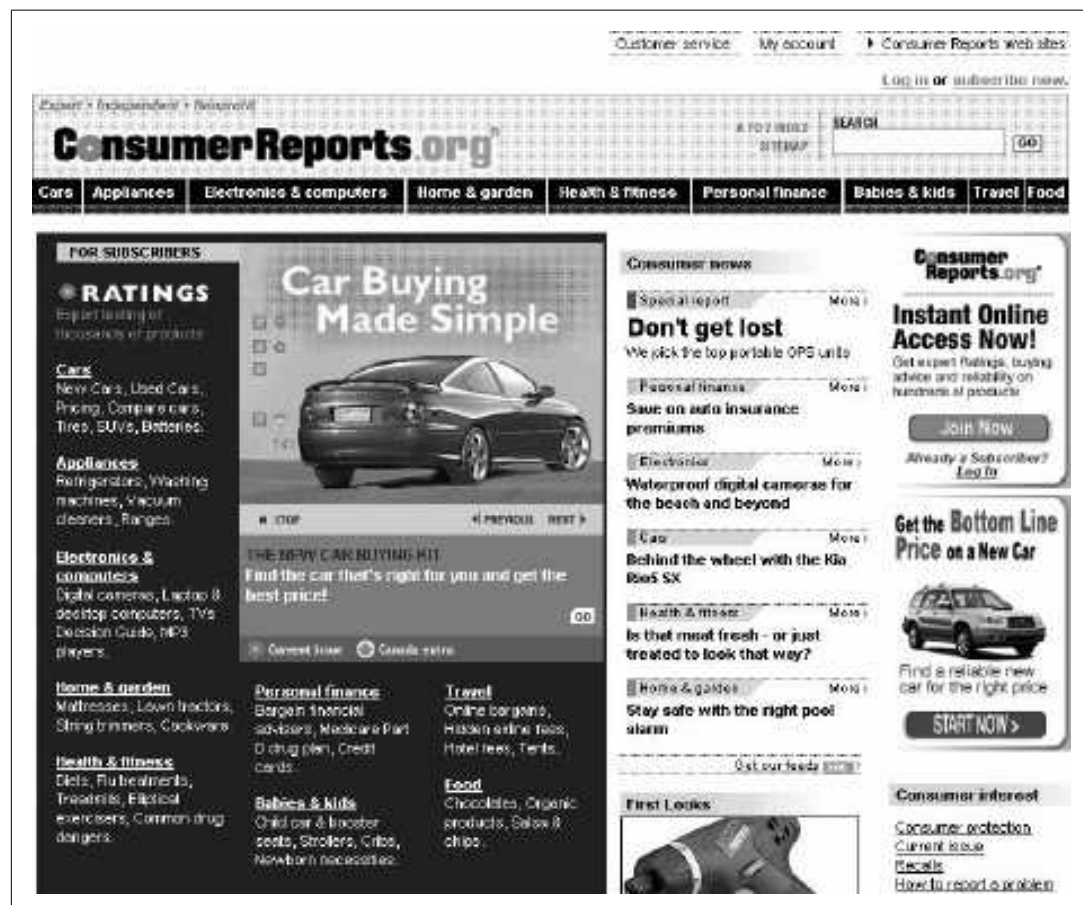 Customer service My account Consumer Reports web sites
Log in or subscribe now.
Expert • Independent • Nonprofit
ConsumerReports.org
A TO Z INDEX
SITEMAP
SEARCH
GO
Cars Appliances Electronics & computers Home & garden Health & fitness Personal finance Babies & kids Travel Food
FOR SUBSCRIBERS
RATINGS
Expert testing of
thousands of products
Cars
New Cars, Used Cars,
Pricing, Compare cars,
Tires, SUVs, Batteries.
Appliances
Refrigerators, Washing
machines, Vacuum
cleaners, Ranges.
Electronics &
computers
Digital cameras, Laptop &
desktop computers, TVs
Decision Guide, MP3
players.
Home & garden
Mattresses, Lawn tractors,
String trimmers, Cookware
Health & fitness
Diets, Flu treatments,
Treadmills, Elliptical
exercisers, Common drug
dangers.
Car Buying
Made Simple
STOP PREVIOUS NEXT
THE NEW CAR BUYING KIT
Find the car that's right for you and get the
best price!
GO
Current issue Canada extra
Personal finance
Bargain financial
advisers, Medicare Part
D drug plan, Credit
cards.
Babies & kids
Child car & booster
seats, Strollers, Cribs,
Newborn necessities.
Travel
Online bargains,
Hidden airline fees,
Hotel fees, Tents.
Food
Chocolates, Organic
products, Salsa &
chips.
Consumer news
Special report More
Don't get lost
We pick the top portable GPS units
Personal finance More
Save on auto insurance
premiums
Electronics More
Waterproof digital cameras for
the beach and beyond
Cars More
Behind the wheel with the Kia
Rio5 SX
Health & fitness More
Is that meat fresh - or just
treated to look that way?
Home & garden More
Stay safe with the right pool
alarm
Get our feeds
First Looks
ConsumerReports.org
Instant Online
Access Now!
Get expert Ratings, buying
advice and reliability on
hundreds of products
Join Now
Already a Subscriber?
Log In
Get the Bottom Line
Price on a New Car
Find a reliable new
car for the right price
START NOW >
Consumer interest
Consumer protection
Current issue
Recalls
How to report a problem